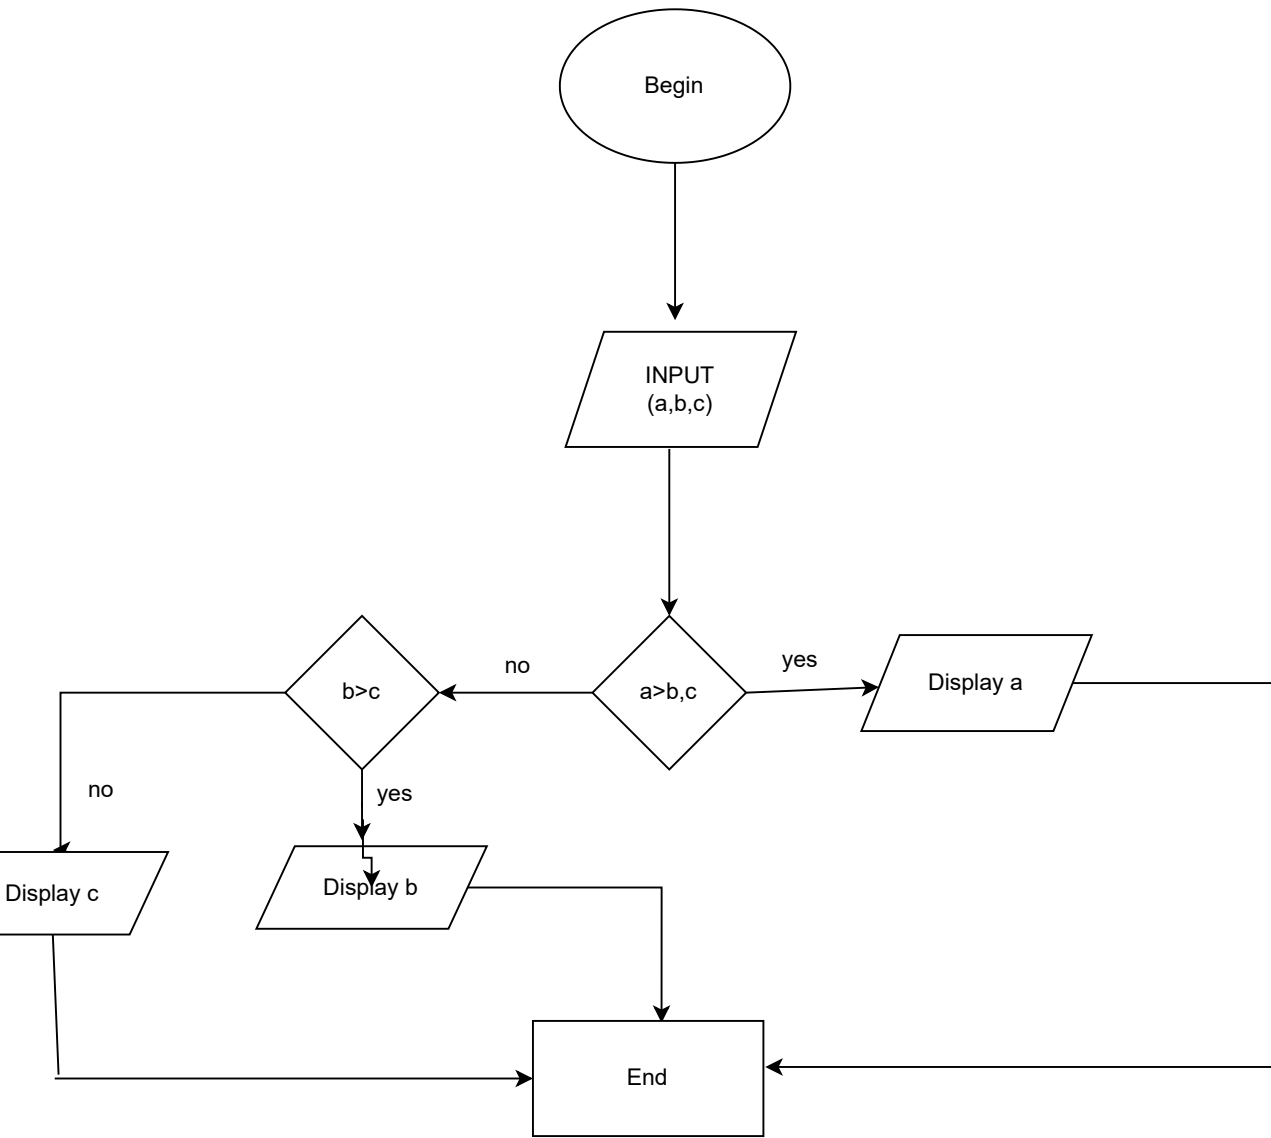 Begin
INPUT
(a,b,c)
no
yes
b>c
a>b,c
Display a
no
yes
Display c
Display b
End